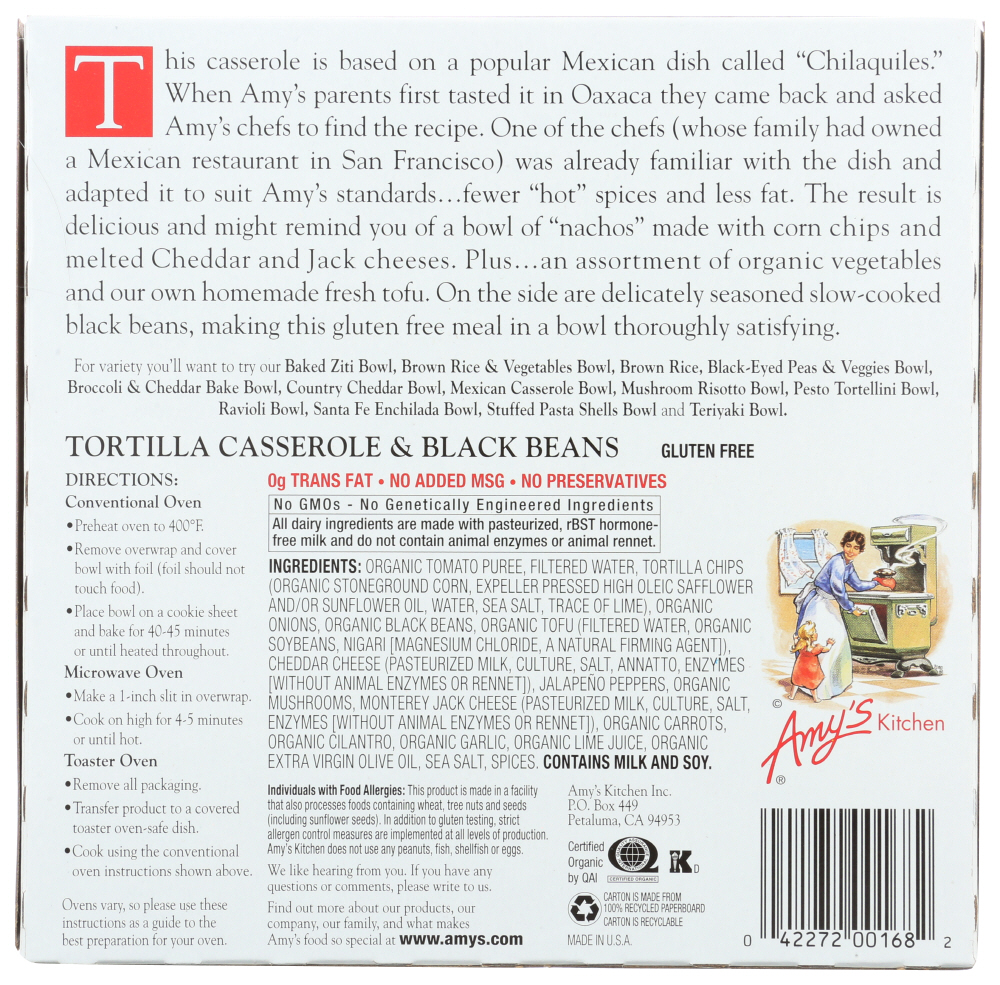 This casserole is based on a popular Mexican dish called “Chilaquiles.”
When Amy’s parents first tasted it in Oaxaca they came back and asked
Amy’s chefs to find the recipe. One of the chefs (whose family had owned
a Mexican restaurant in San Francisco) was already familiar with the dish and
adapted it to suit Amy’s standards…fewer “hot” spices and less fat. The result is
delicious and might remind you of a bowl of “nachos” made with corn chips and
melted Cheddar and Jack cheeses. Plus…an assortment of organic vegetables
and our own homemade fresh tofu. On the side are delicately seasoned slow-cooked
black beans, making this gluten free meal in a bowl thoroughly satisfying.
For variety you’ll want to try our Baked Ziti Bowl, Brown Rice & Vegetables Bowl, Brown Rice, Black-Eyed Peas & Veggies Bowl,
Broccoli & Cheddar Bake Bowl, Country Cheddar Bowl, Mexican Casserole Bowl, Mushroom Risotto Bowl, Pesto Tortellini Bowl,
Ravioli Bowl, Santa Fe Enchilada Bowl, Stuffed Pasta Shells Bowl and Teriyaki Bowl.
TORTILLA CASSEROLE & BLACK BEANS GLUTEN FREE
DIRECTIONS:
Conventional Oven
•Preheat oven to 400°F.
•Remove overwrap and cover
bowl with foil (foil should not
touch food).
•Place bowl on a cookie sheet
and bake for 40-45 minutes
or until heated throughout.
Microwave Oven
•Make a 1-inch slit in overwrap.
•Cook on high for 4-5 minutes
or until hot.
Toaster Oven
•Remove all packaging.
•Transfer product to a covered
toaster oven-safe dish.
•Cook using the conventional
oven instructions shown above.
Ovens vary, so please use these
instructions as a guide to the
best preparation for your oven.
0g TRANS FAT • NO ADDED MSG • NO PRESERVATIVES
No GMOs - No Genetically Engineered Ingredients
All dairy ingredients are made with pasteurized, rBST hormone-
free milk and do not contain animal enzymes or animal rennet.
INGREDIENTS: ORGANIC TOMATO PUREE, FILTERED WATER, TORTILLA CHIPS
(ORGANIC STONEGROUND CORN, EXPELLER PRESSED HIGH OLEIC SAFFLOWER
AND/OR SUNFLOWER OIL, WATER, SEA SALT, TRACE OF LIME), ORGANIC
ONIONS, ORGANIC BLACK BEANS, ORGANIC TOFU (FILTERED WATER, ORGANIC
SOYBEANS, NIGARI [MAGNESIUM CHLORIDE, A NATURAL FIRMING AGENT]),
CHEDDAR CHEESE (PASTEURIZED MILK, CULTURE, SALT, ANNATTO, ENZYMES
[WITHOUT ANIMAL ENZYMES OR RENNET]), JALAPEÑO PEPPERS, ORGANIC
MUSHROOMS, MONTEREY JACK CHEESE (PASTEURIZED MILK, CULTURE, SALT,
ENZYMES [WITHOUT ANIMAL ENZYMES OR RENNET]), ORGANIC CARROTS,
ORGANIC CILANTRO, ORGANIC GARLIC, ORGANIC LIME JUICE, ORGANIC
EXTRA VIRGIN OLIVE OIL, SEA SALT, SPICES. CONTAINS MILK AND SOY.
Individuals with Food Allergies: This product is made in a facility
that also processes foods containing wheat, tree nuts and seeds
(including sunflower seeds). In addition to gluten testing, strict
allergen control measures are implemented at all levels of production.
Amy’s Kitchen does not use any peanuts, fish, shellfish or eggs.
We like hearing from you. If you have any
questions or comments, please write to us.
Find out more about our products, our
company, our family, and what makes
Amy’s food so special at www.amys.com
Amy’s Kitchen Inc.
P.O. Box 449
Petaluma, CA 94953
Certified
Organic
by QAI
Q
CERTIFIED ORGANIC
K D
CARTON IS MADE FROM
100% RECYCLED PAPERBOARD
CARTON IS RECYCLABLE
MADE IN U.S.A.
©
Amy’s Kitchen
®
0 42272 00168 2